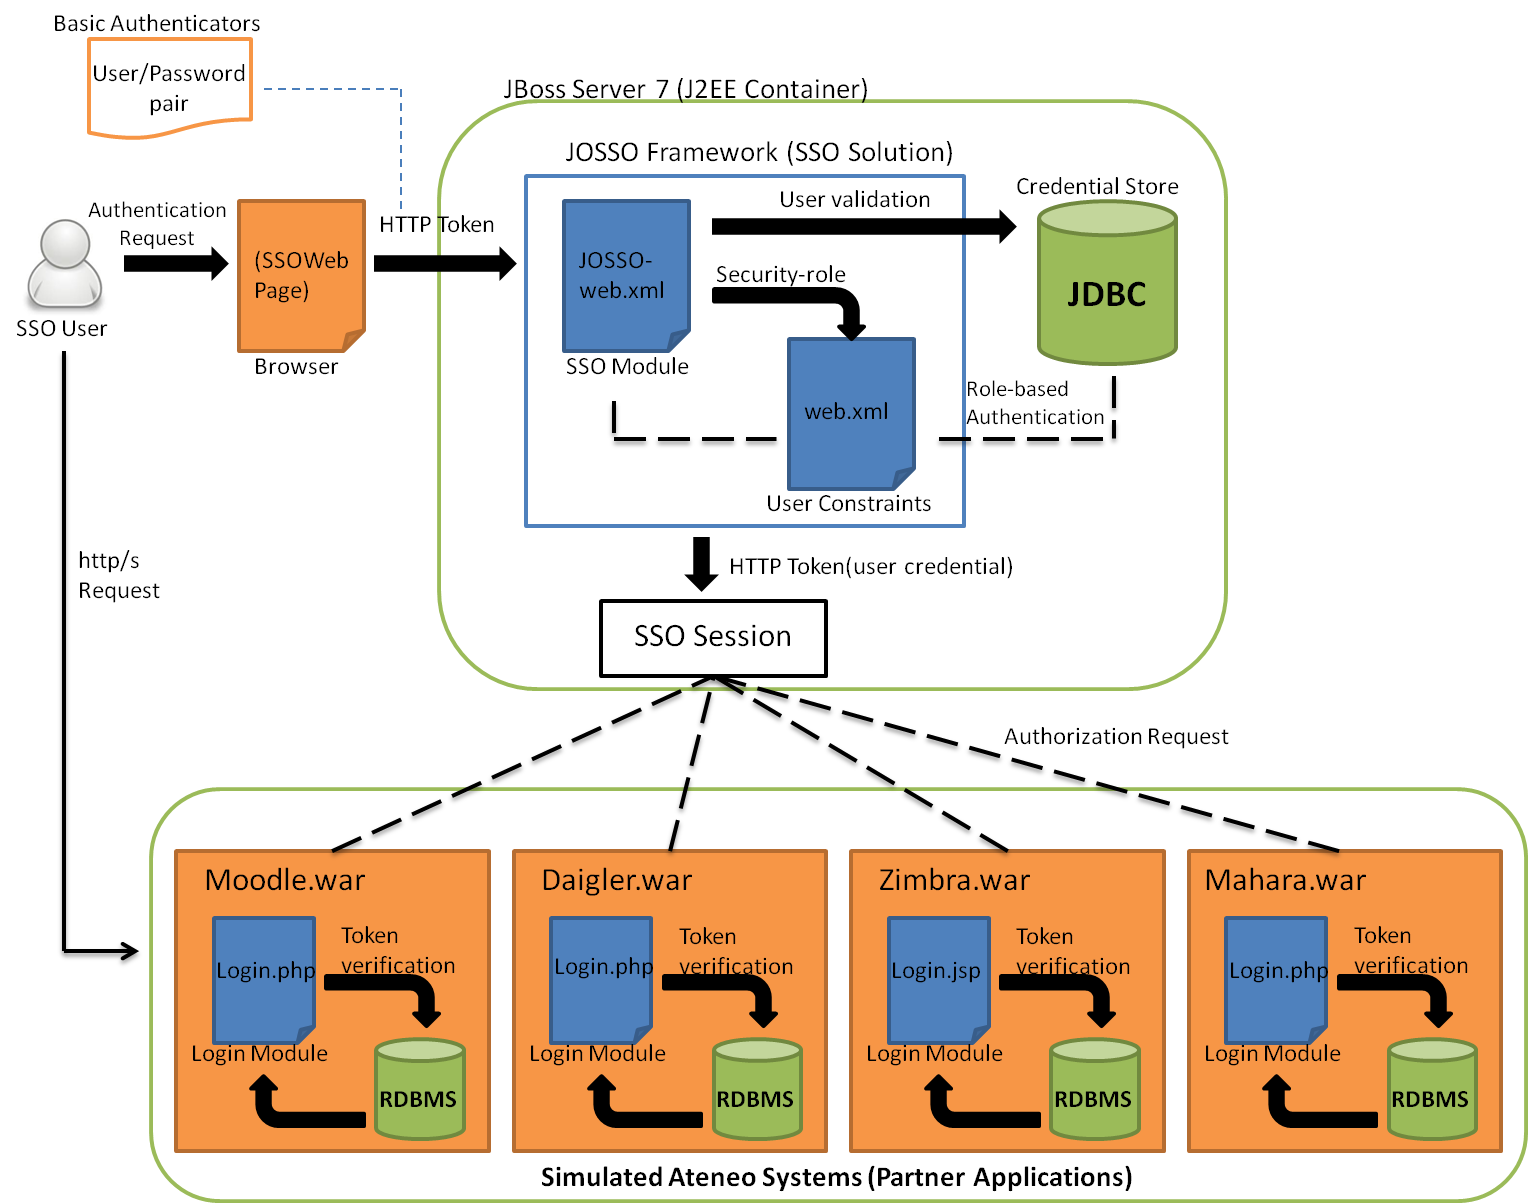 Basic Authenticators
User/Password
pair
JBoss Server 7 (J2EE Container)
JOSSO Framework (SSO Solution)
Credential Store
User validation
Authentication
Request
HTTP Token
(SSOWeb
Page)
JOSSO-
web.xml
Security-role
JDBC
SSO User
Browser
SSO Module
web.xml
Role-based
Authentication
User Constraints
http/s
Request
HTTP Token(user credential)
SSO Session
Authorization Request
Moodle.war
Login.php
Token
verification
Login Module
RDBMS
Daigler.war
Login.php
Token
verification
Login Module
RDBMS
Zimbra.war
Login.jsp
Token
verification
Login Module
RDBMS
Mahara.war
Login.php
Token
verification
Login Module
RDBMS
Simulated Ateneo Systems (Partner Applications)